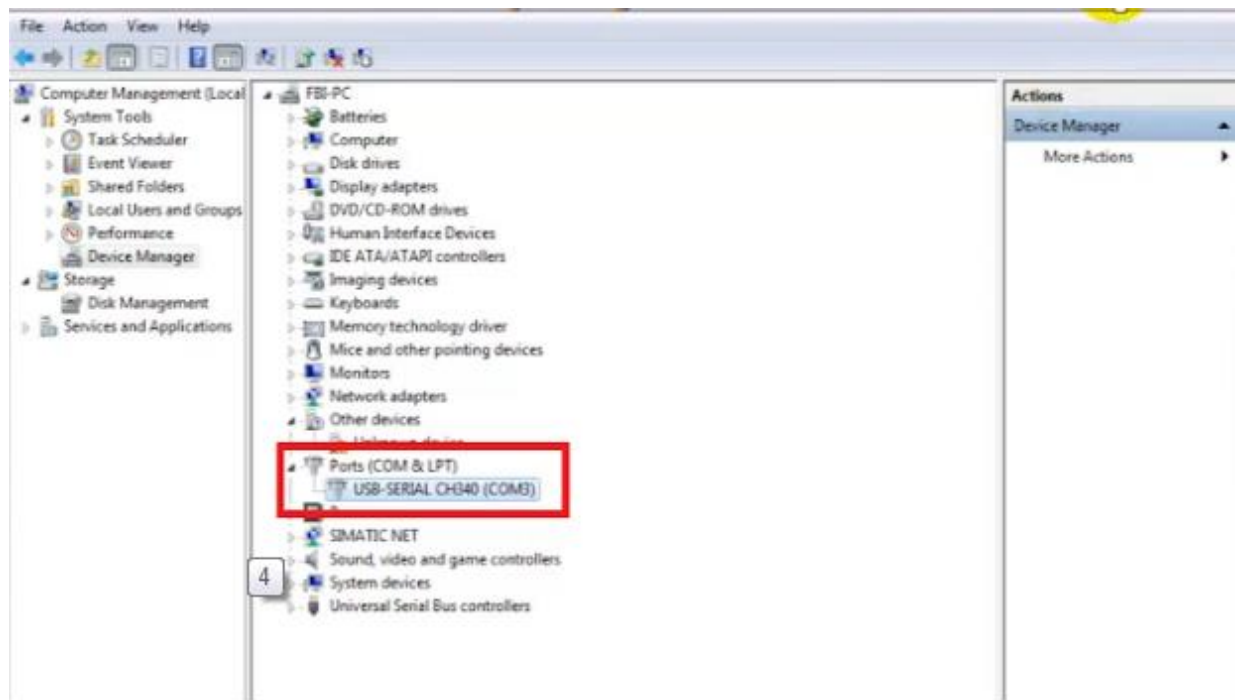 File Action View Help
Computer Management (Local
System Tools
Task Scheduler
Event Viewer
Shared Folders
Local Users and Groups
Performance
Device Manager
Storage
Disk Management
Services and Applications
FBI-PC
Batteries
Computer
Disk drives
Display adapters
DVD/CD-ROM drives
Human Interface Devices
IDE ATA/ATAPI controllers
Imaging devices
Keyboards
Memory technology driver
Mice and other pointing devices
Monitors
Network adapters
Other devices
Unknown device
Ports (COM & LPT)
USB-SERIAL CH340 (COM3)
SIMATIC NET
Sound, video and game controllers
4
System devices
Universal Serial Bus controllers
Actions
Device Manager
More Actions